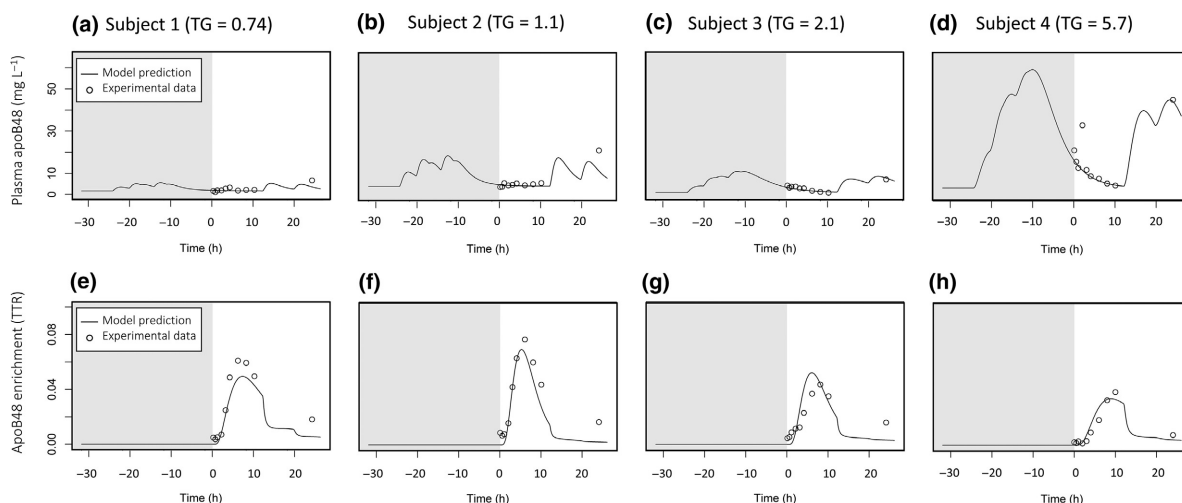 (a) Subject 1 (TG = 0.74)
(b) Subject 2 (TG = 1.1)
(c) Subject 3 (TG = 2.1)
(d) Subject 4 (TG = 5.7)
Plasma apoB48 (mg L⁻¹)
50
30
10
0
Model prediction
Experimental data
−30 −20 −10 0 10 20
−30 −20 −10 0 10 20
−30 −20 −10 0 10 20
−30 −20 −10 0 10 20
Time (h)
Time (h)
Time (h)
Time (h)
(e)
(f)
(g)
(h)
ApoB48 enrichment (TTR)
0.08
0.04
0.00
Model prediction
Experimental data
−30 −20 −10 0 10 20
−30 −20 −10 0 10 20
−30 −20 −10 0 10 20
−30 −20 −10 0 10 20
Time (h)
Time (h)
Time (h)
Time (h)